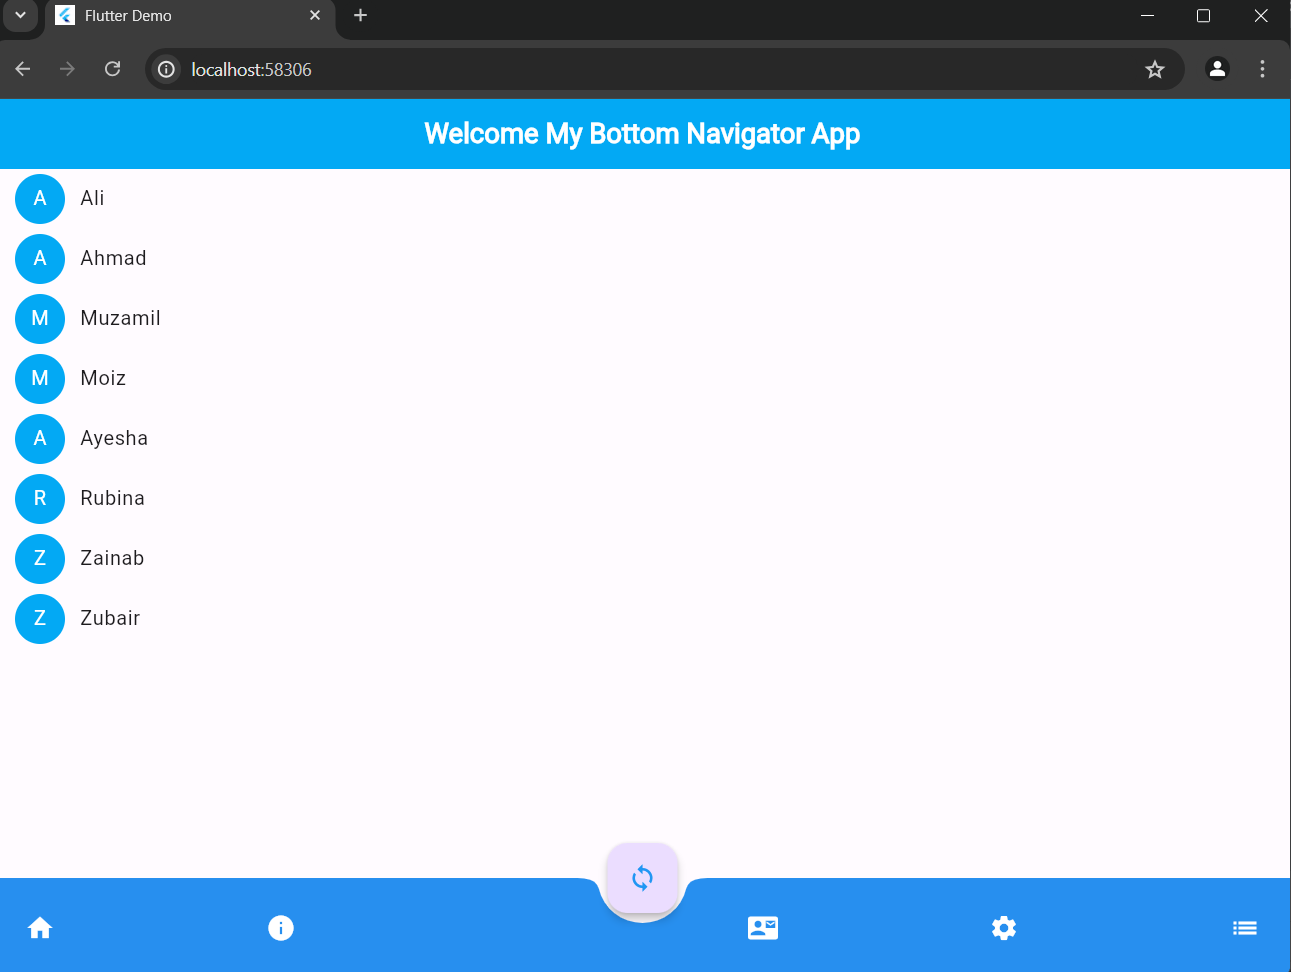 Flutter Demo
localhost:58306
Welcome My Bottom Navigator App
A Ali
A Ahmad
M Muzamil
M Moiz
A Ayesha
R Rubina
Z Zainab
Z Zubair